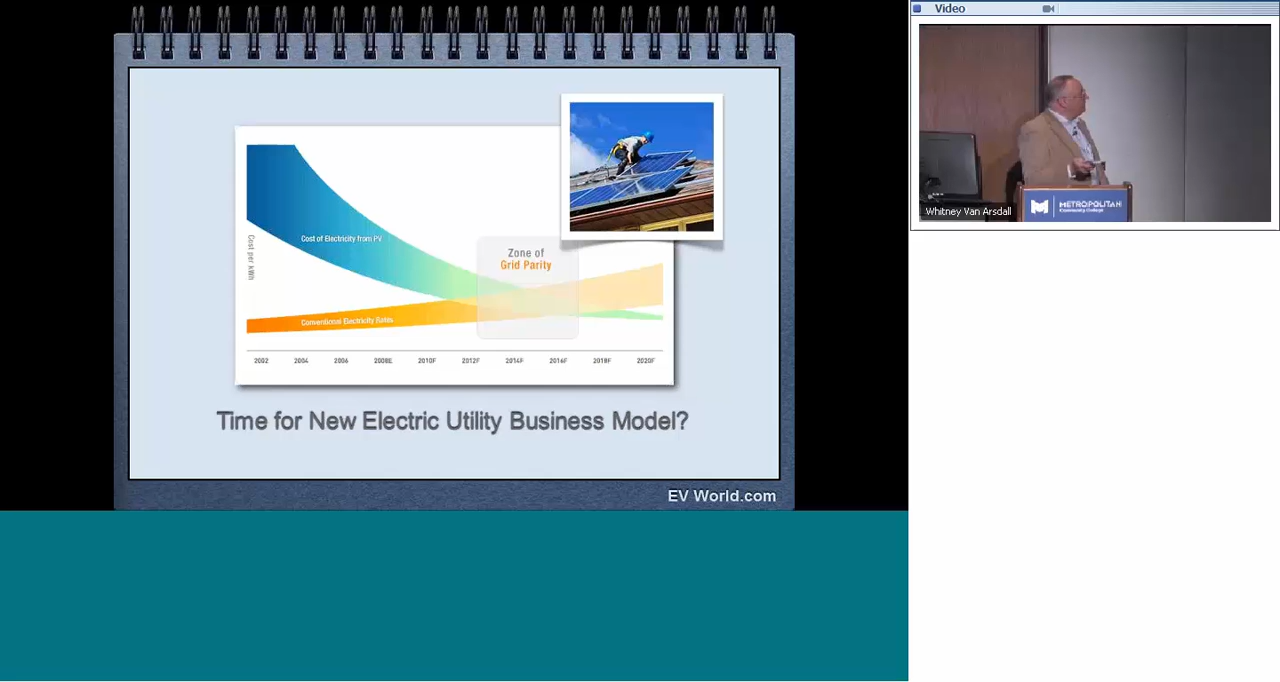 Video
Whitney Van Arsdall
METROPOLITAN
Community College
Zone of
Grid Parity
Cost of Electricity from PV
Cost per kWh
Conventional Electricity Rates
2002 2004 2006 2008E 2010F 2012F 2014F 2016F 2018F 2020F
Time for New Electric Utility Business Model?
EV World.com